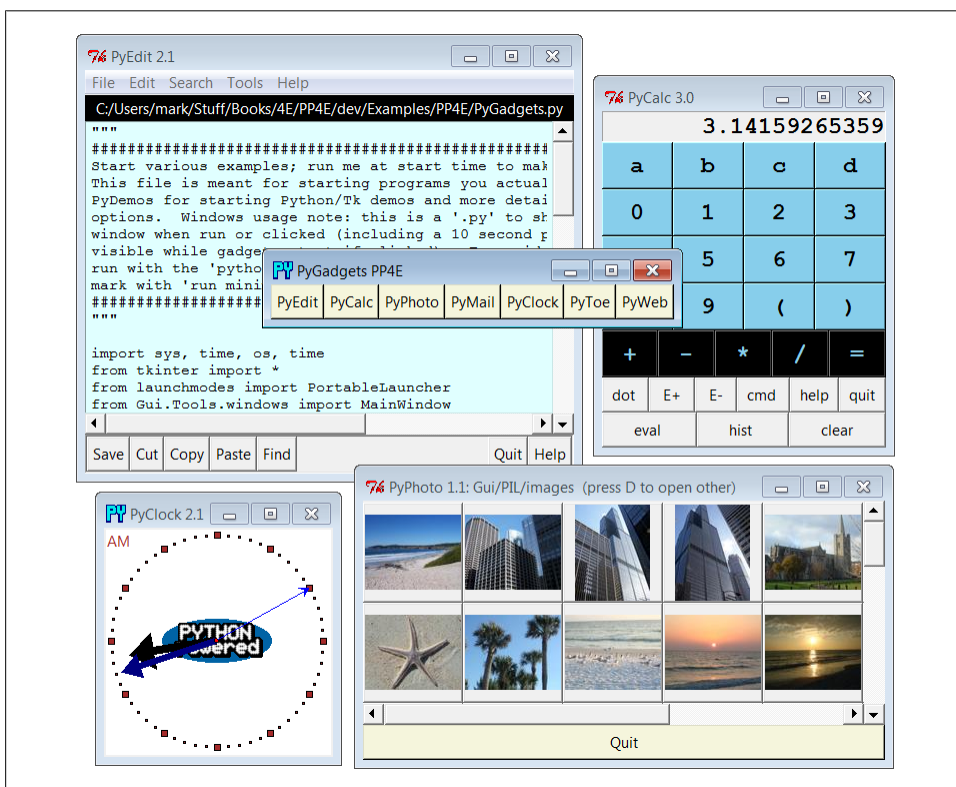 PyEdit 2.1
File Edit Search Tools Help
C:/Users/mark/Stuff/Books/4E/PP4E/dev/Examples/PP4E/PyGadgets.py
"""
##################################################
Start various examples; run me at start time to mak
This file is meant for starting programs you actual
PyDemos for starting Python/Tk demos and more detai
options.  Windows usage note: this is a '.py' to sh
window when run or clicked (including a 10 second p
visible while gadge
run with the 'pytho
mark with 'run mini
###################
"""
import sys, time, os, time
from tkinter import *
from launchmodes import PortableLauncher
from Gui.Tools.windows import MainWindow
Save Cut Copy Paste Find Quit Help
PyCalc 3.0
3.14159265359
a b c d
0 1 2 3
5 6 7
9 ( )
+ - * / =
dot E+ E- cmd help quit
eval hist clear
PyGadgets PP4E
PyEdit PyCalc PyPhoto PyMail PyClock PyToe PyWeb
PyClock 2.1
AM
PYTHON
Powered
PyPhoto 1.1: Gui/PIL/images (press D to open other)
Quit